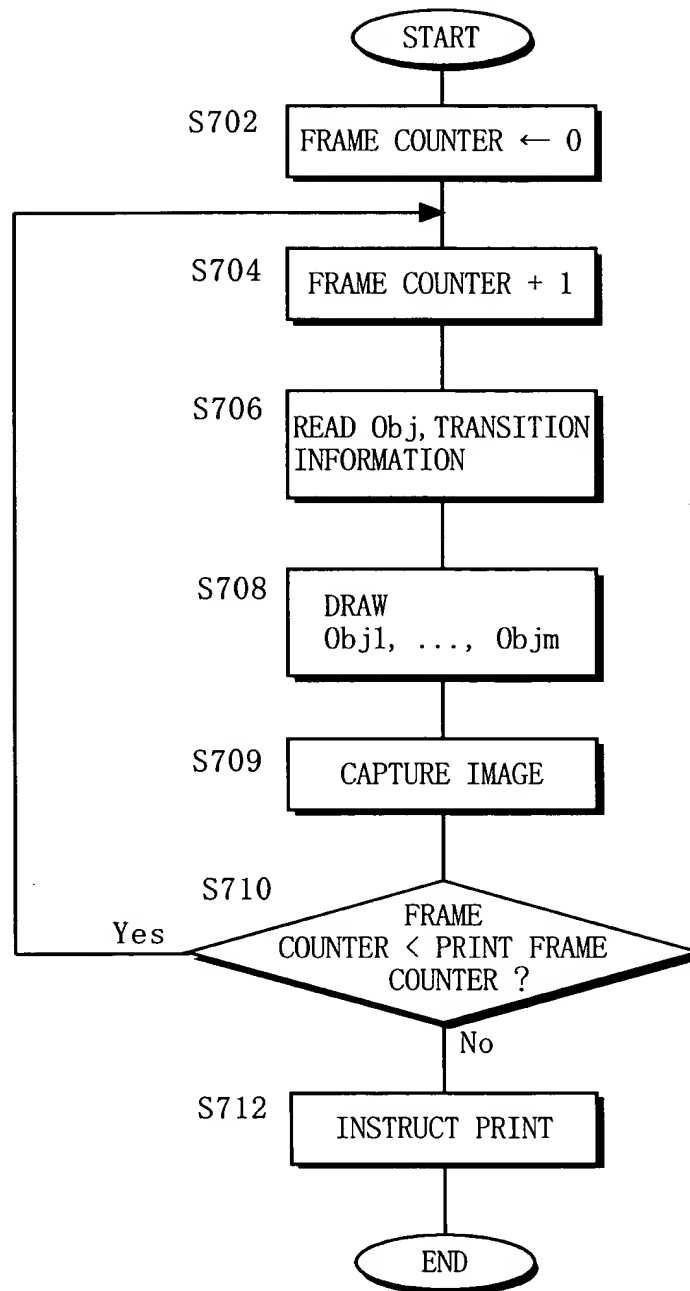 START
S702
FRAME COUNTER ← 0
S704
FRAME COUNTER + 1
S706
READ Obj, TRANSITION
INFORMATION
S708
DRAW
Obj1, ..., Objm
S709
CAPTURE IMAGE
S710
FRAME
COUNTER < PRINT FRAME
COUNTER ?
Yes
No
S712
INSTRUCT PRINT
END